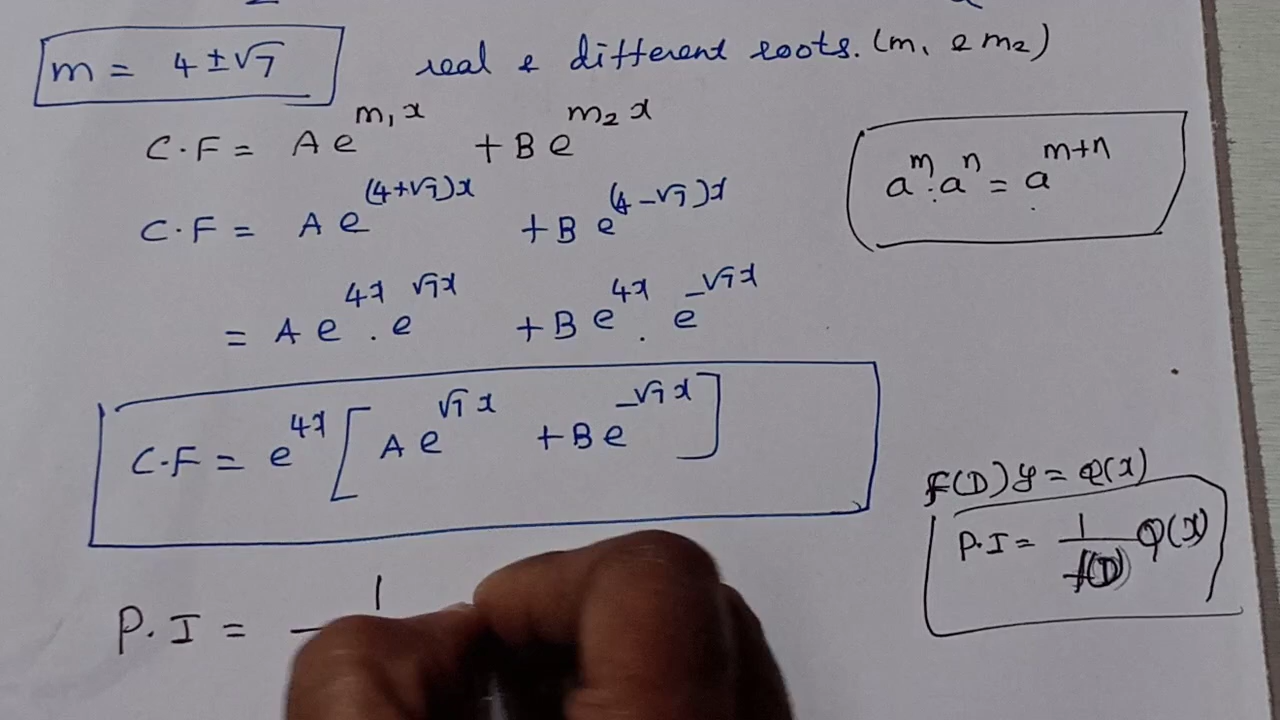 m = 4 ± √7 real & different roots. (m₁ & m₂)
C.F = A e^{m₁x} + B e^{m₂x}
a^m . a^n = a^{m+n}
C.F = A e^{(4+√7)x} + B e^{(4-√7)x}
= A e^{4x} . e^{√7x} + B e^{4x} . e^{-√7x}
C.F = e^{4x} [ A e^{√7x} + B e^{-√7x} ]
F(D) y = Q(x)
P.I = 1/f(D) Q(x)
P.I = 1